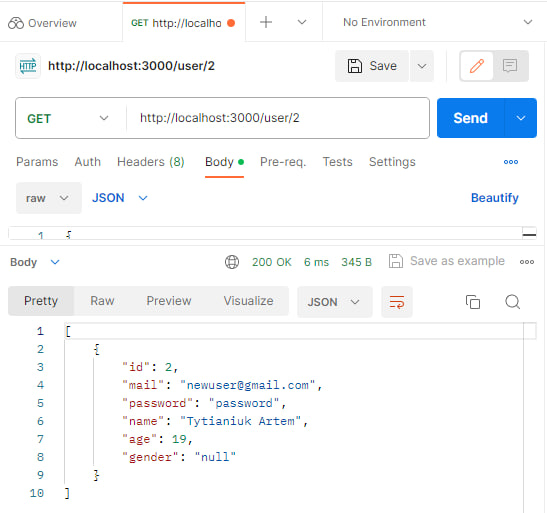 Overview GET http://localho No Environment
HTTP http://localhost:3000/user/2 Save
GET http://localhost:3000/user/2 Send
Params Auth Headers (8) Body Pre-req. Tests Settings
raw JSON Beautify
1 {
Body 200 OK 6 ms 345 B Save as example
Pretty Raw Preview Visualize JSON
1 [
2 {
3 "id": 2,
4 "mail": "newuser@gmail.com",
5 "password": "password",
6 "name": "Tytianiuk Artem",
7 "age": 19,
8 "gender": "null"
9 }
10 ]